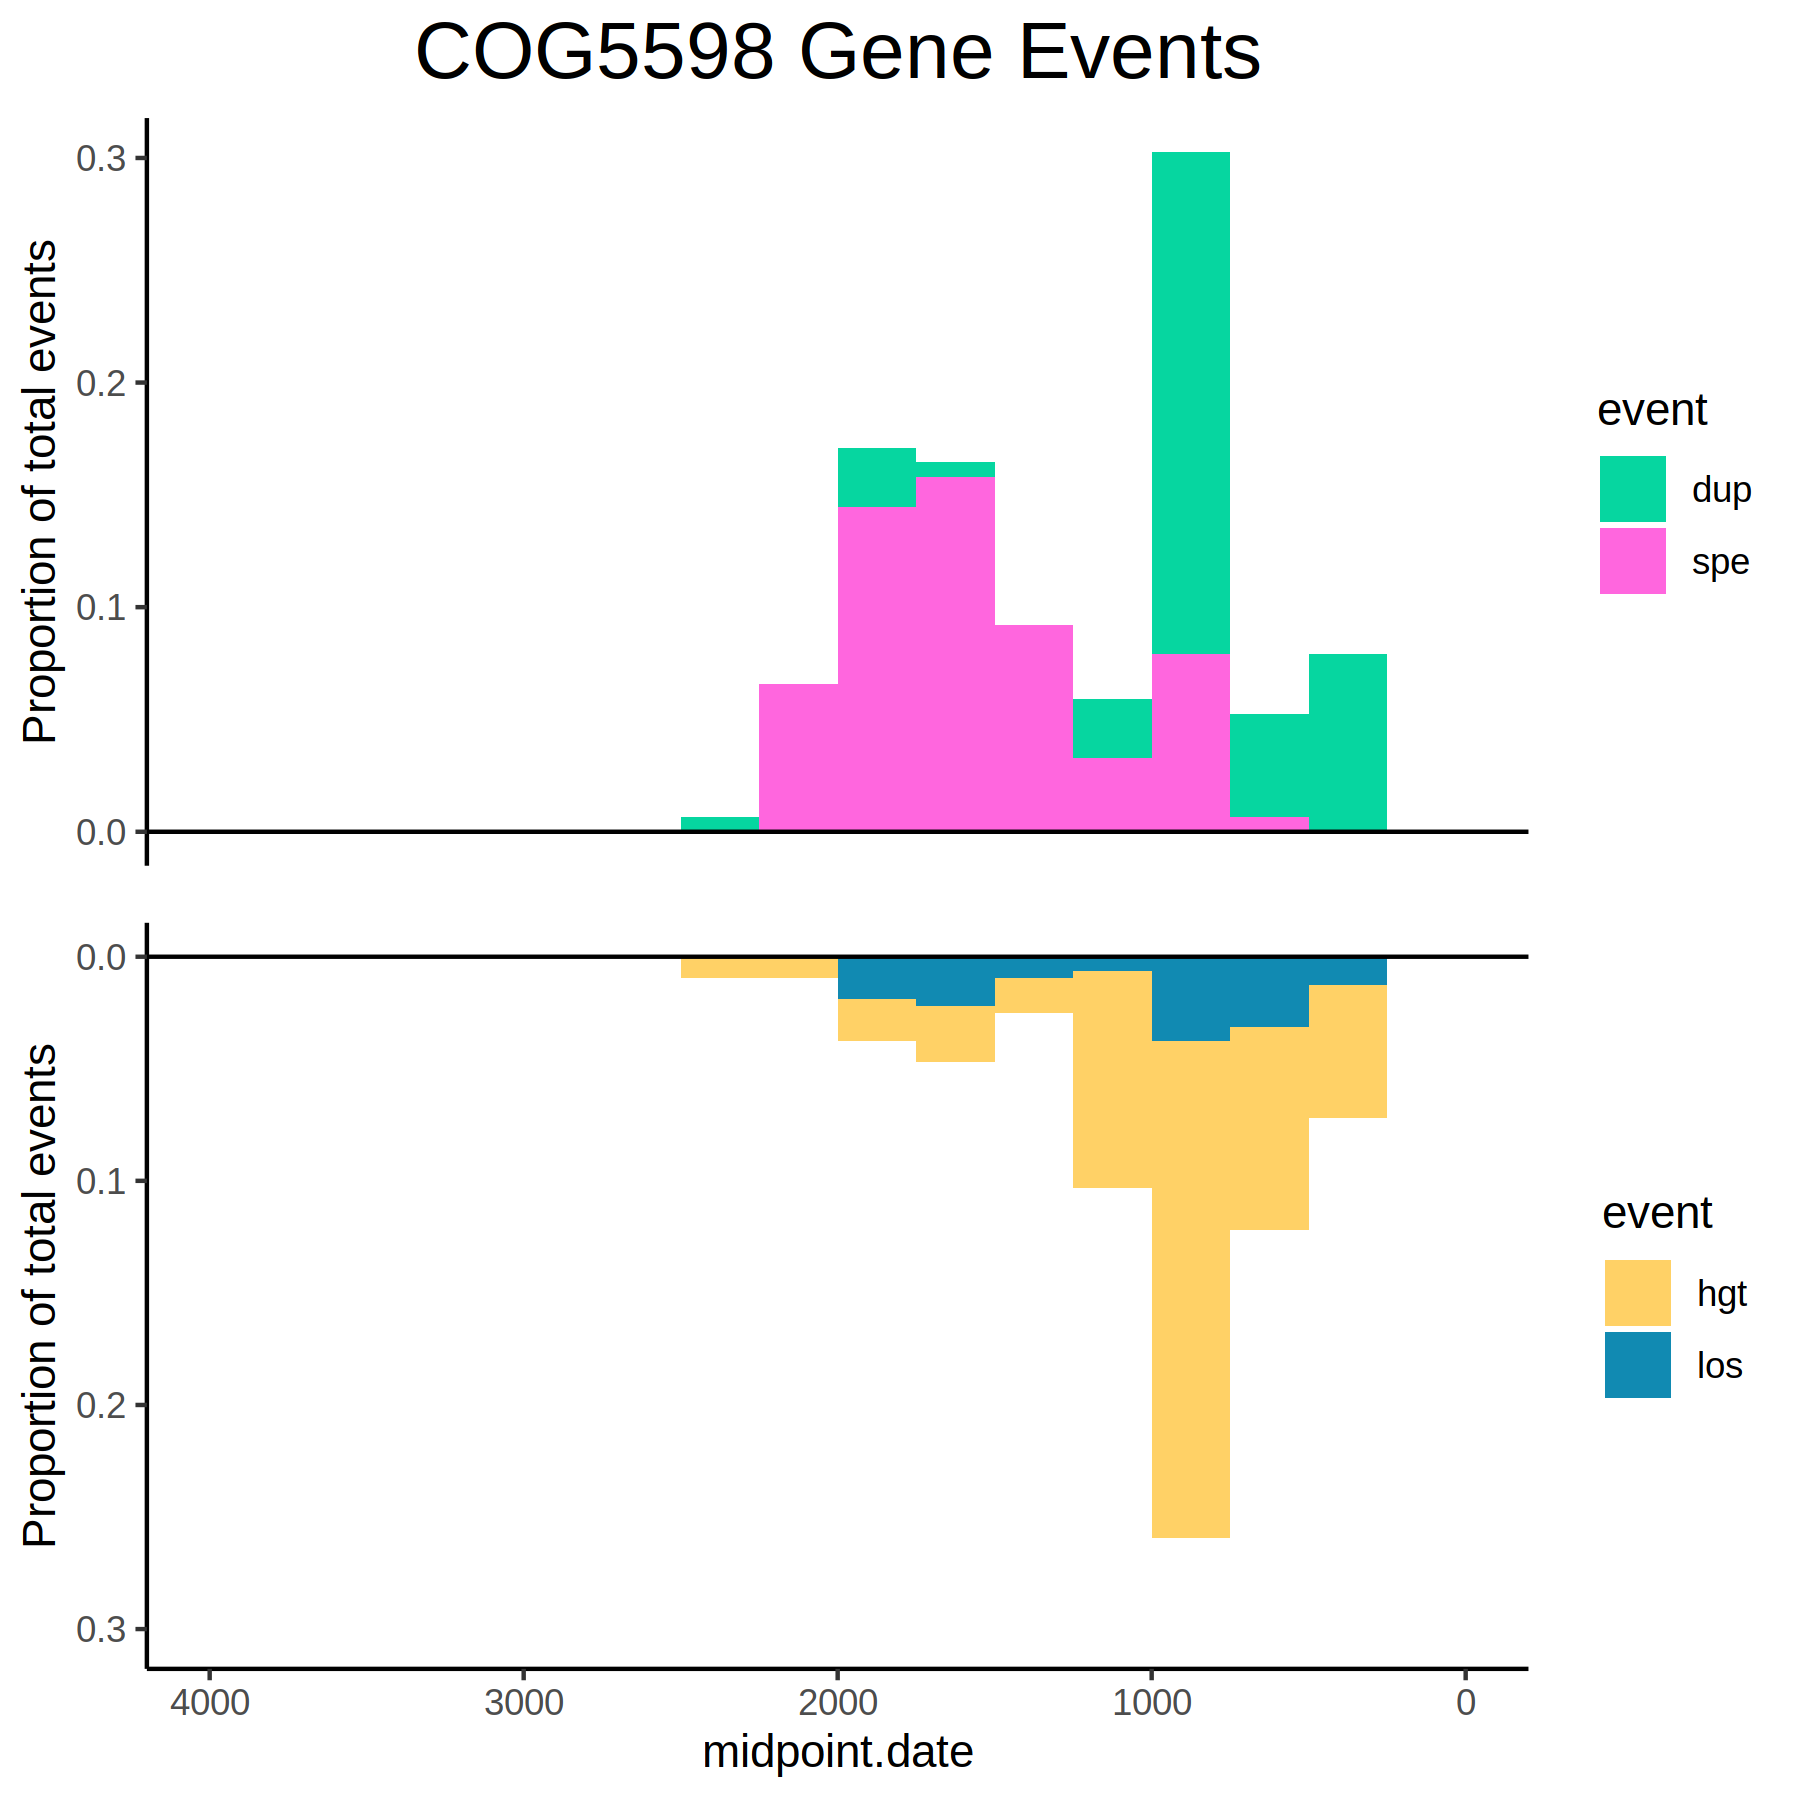 COG5598 Gene Events
Proportion of total events
0.3
0.2
0.1
0.0
event
dup
spe
Proportion of total events
0.0
0.1
0.2
0.3
event
hgt
los
4000 3000 2000 1000 0
midpoint.date